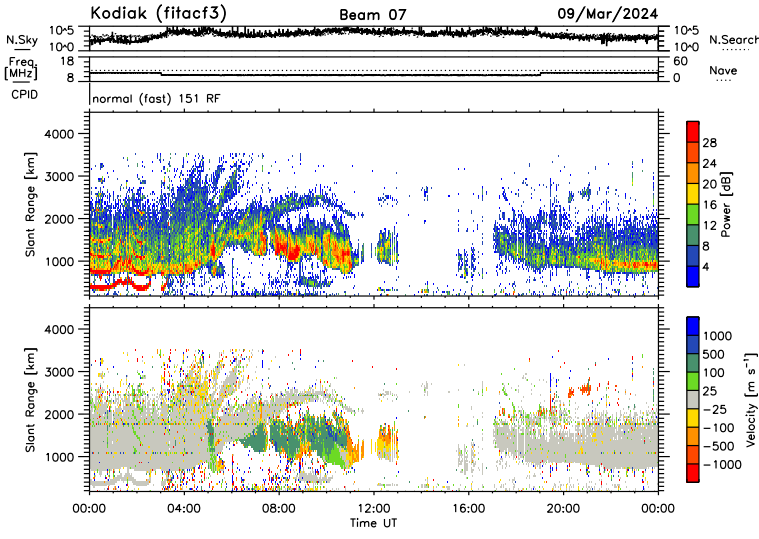 Kodiak (fitacf3) Beam 07 09/Mar/2024
N.Sky 10^5 10^0 10^5 10^0 N.Search
Freq. [MHz] 18 8 60 0 Nave
CPID normal (fast) 151 RF
Slant Range [km] 4000 3000 2000 1000
28 24 20 16 12 8 4 Power [dB]
Slant Range [km] 4000 3000 2000 1000
1000 500 100 25 −25 −100 −500 −1000 Velocity [m s⁻¹]
00:00 04:00 08:00 12:00 16:00 20:00 00:00
Time UT